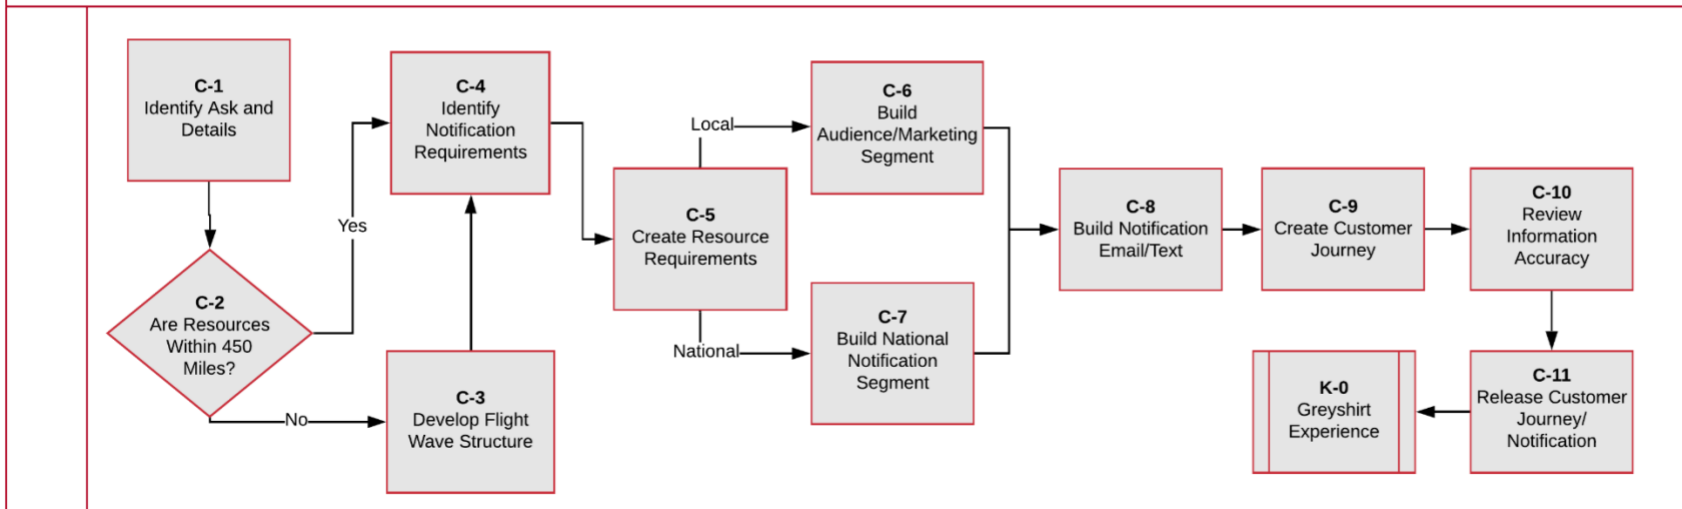 C-1
Identify Ask and
Details
C-2
Are Resources
Within 450
Miles?
Yes
No
C-3
Develop Flight
Wave Structure
C-4
Identify
Notification
Requirements
C-5
Create Resource
Requirements
Local
National
C-6
Build
Audience/Marketing
Segment
C-7
Build National
Notification
Segment
C-8
Build Notification
Email/Text
C-9
Create Customer
Journey
C-10
Review
Information
Accuracy
C-11
Release Customer
Journey/
Notification
K-0
Greyshirt
Experience